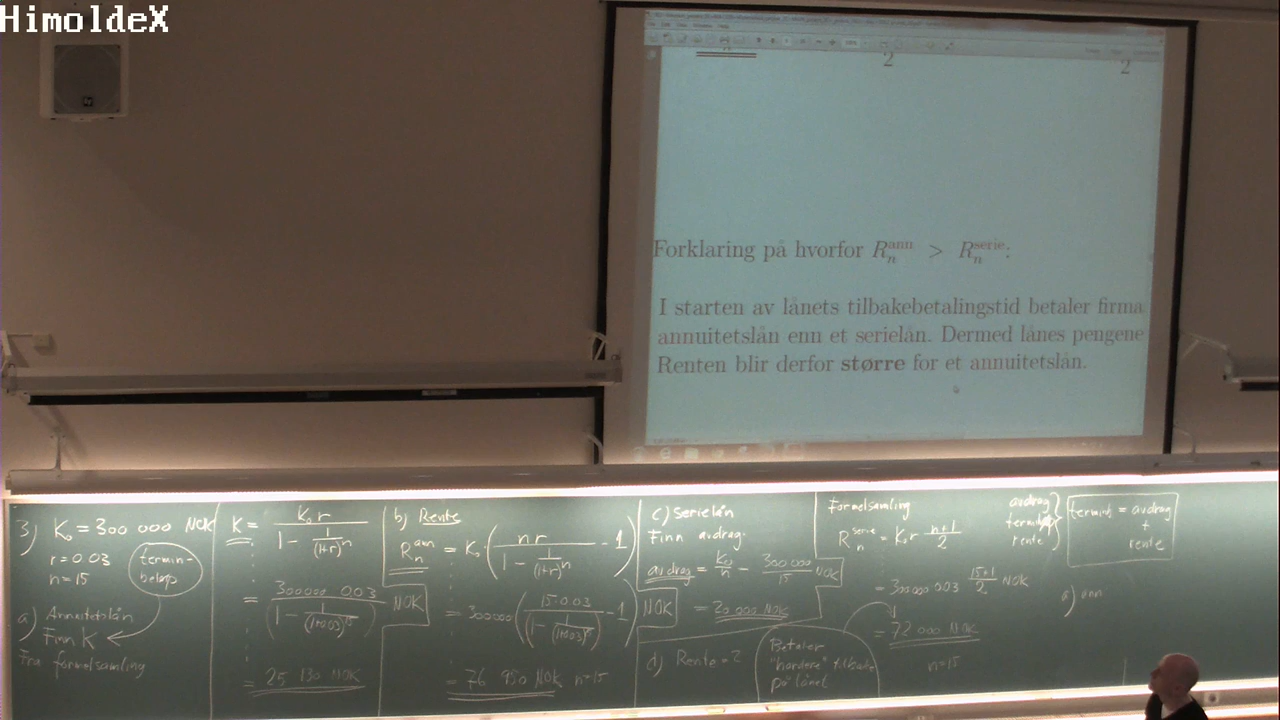 HimoldeX
2
2
Forklaring på hvorfor R_n^ann > R_n^serie:
I starten av lånets tilbakebetalingstid betaler firma
annuitetslån enn et serielån. Dermed lånes pengene
Renten blir derfor større for et annuitetslån.
3) K₀ = 300 000 NOK
r = 0.03
n = 15
termin-
beløp
a) Annuitetslån
Finn K
Fra formelsamling
K = K₀ r / (1 - 1/(1+r)^n)
= 300000 0.03 / (1 - 1/(1+0.03)^15) NOK
= 25 130 NOK
b) Rente
R_n^ann = K₀ · (n r / (1 - 1/(1+r)^n) - 1)
= 300000 (15·0.03 / (1 - 1/(1+0.03)^15) - 1) NOK
= 76 950 NOK n=15
c) Serielån
Finn avdrag:
avdrag = K₀/n = 300 000/15 NOK
= 20 000 NOK
d) Rente = ?
Betaler
"hardere" tilbake
på lånet
Formelsamling
R_n^serie = K₀ r · (n+1)/2
= 300000 · 0.03 (15+1)/2 NOK
= 72 000 NOK
n=15
avdrag
termin
rente
termin = avdrag
+
rente
a) ann